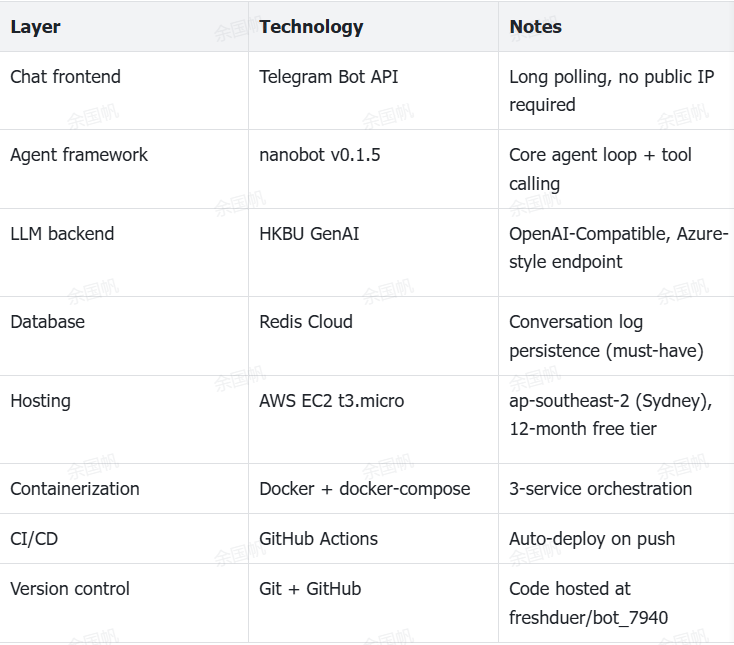 Layer Technology Notes
Chat frontend Telegram Bot API Long polling, no public IP
required
Agent framework nanobot v0.1.5 Core agent loop + tool
calling
LLM backend HKBU GenAI OpenAI-Compatible, Azure-
style endpoint
Database Redis Cloud Conversation log
persistence (must-have)
Hosting AWS EC2 t3.micro ap-southeast-2 (Sydney),
12-month free tier
Containerization Docker + docker-compose 3-service orchestration
CI/CD GitHub Actions Auto-deploy on push
Version control Git + GitHub Code hosted at
freshduer/bot_7940
余国帆